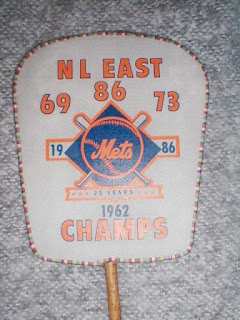 NL EAST
69 86 73
Mets
19 86
25 YEARS
1962
CHAMPS